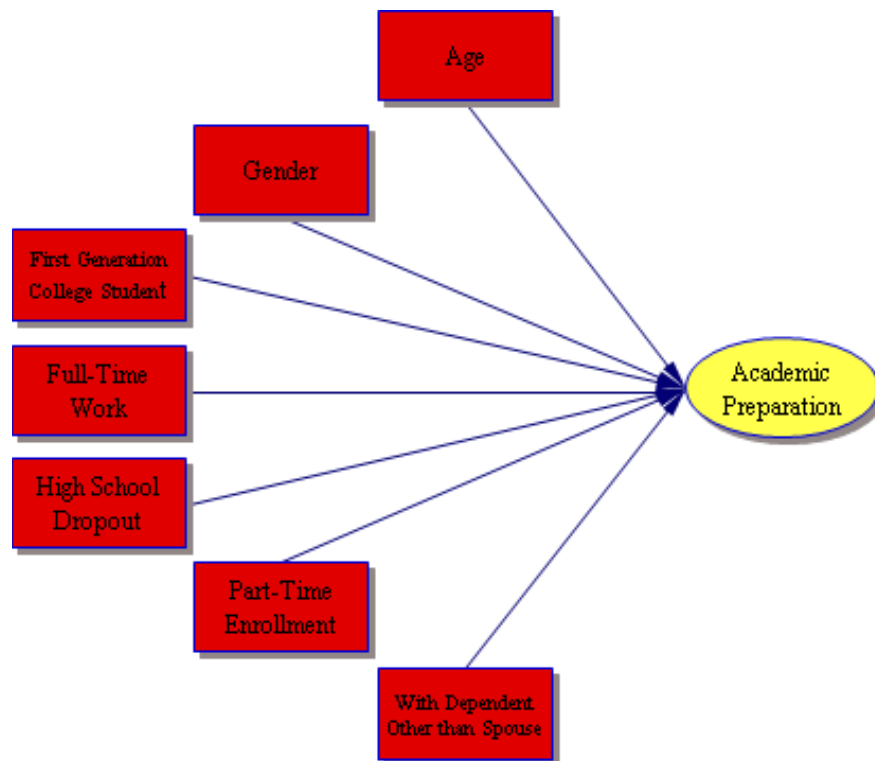 Age
Gender
First Generation
College Student
Full-Time
Work
High School
Dropout
Part-Time
Enrollment
With Dependent
Other than Spouse
Academic
Preparation